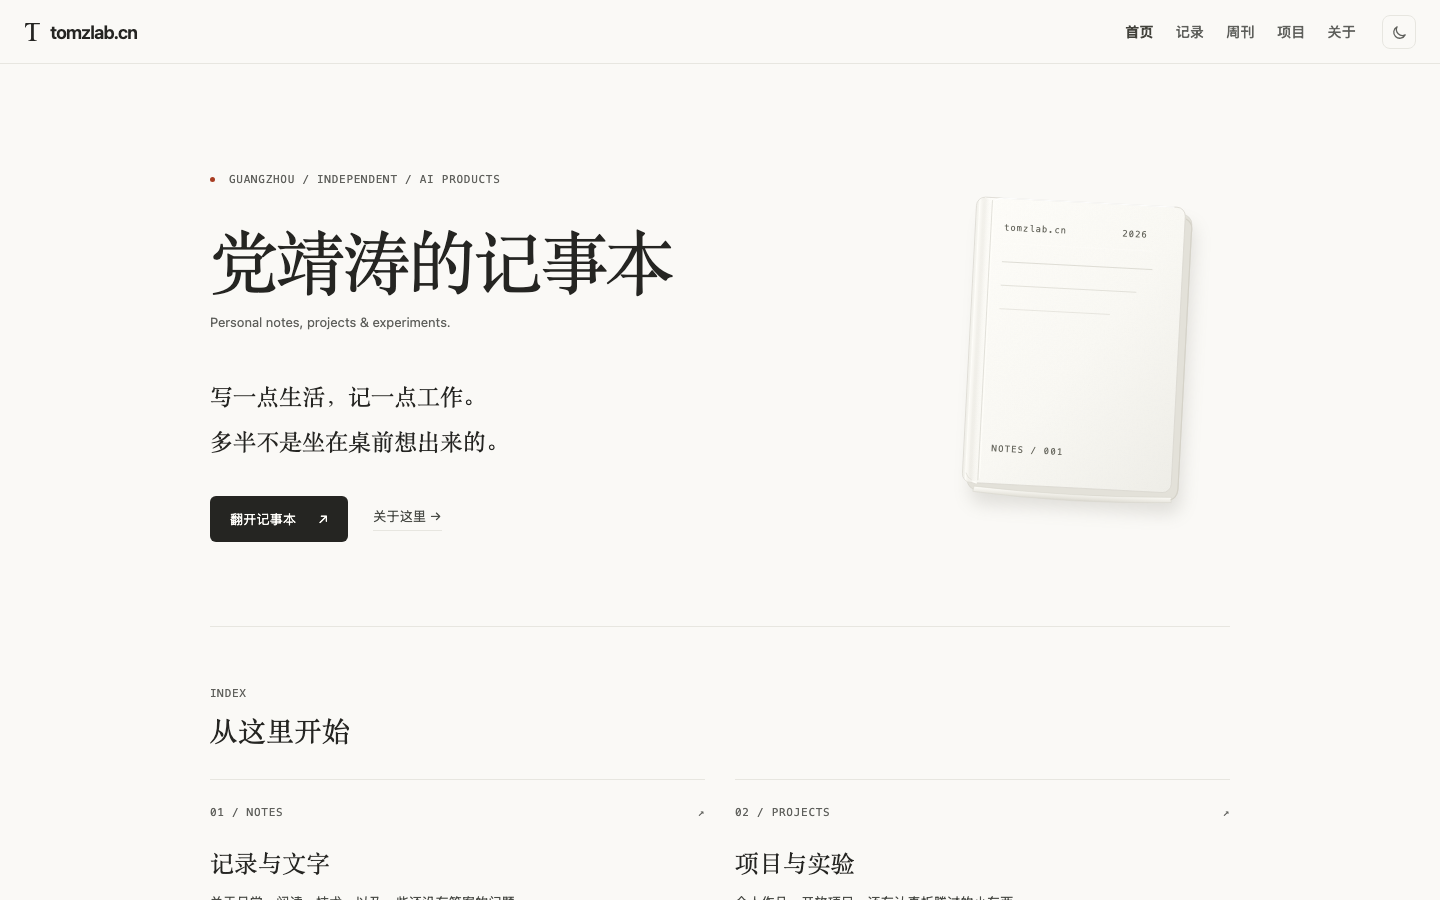 T tomzlab.cn
首页 记录 周刊 项目 关于
GUANGZHOU / INDEPENDENT / AI PRODUCTS
党靖涛的记事本
Personal notes, projects & experiments.
写一点生活，记一点工作。
多半不是坐在桌前想出来的。
翻开记事本 ↗
关于这里 →
tomzlab.cn 2026
NOTES / 001
INDEX
从这里开始
01 / NOTES ↗
记录与文字
02 / PROJECTS ↗
项目与实验